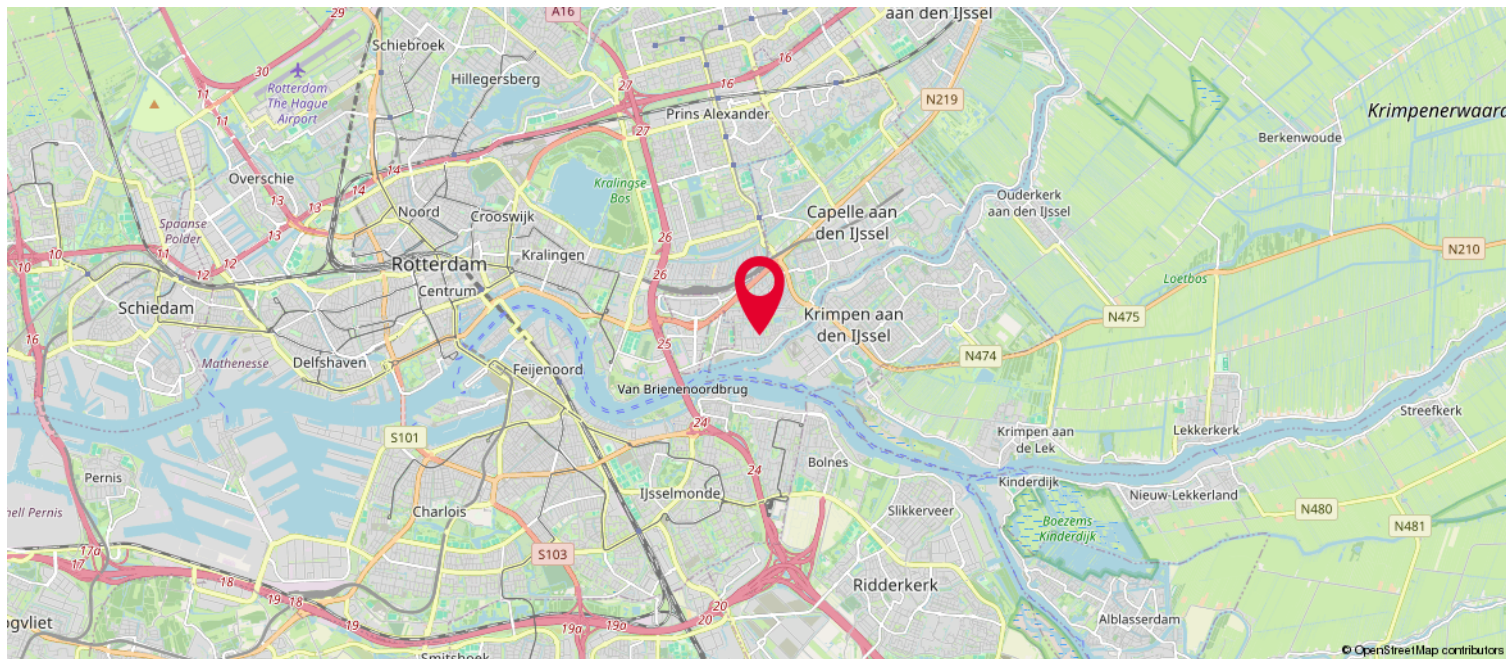 A16
aan den IJssel
29
Schiebroek
Hillegersberg
30
Rotterdam
The Hague
Airport
11
11
27
16
16
N219
27
Prins Alexander
Krimpenerwaard
Berkenwoude
14
Overschie
14
13
13
13
Kralingse
Bos
Noord
Crooswijk
Spaanse
Polder
Ouderkerk
aan den IJssel
Capelle aan
den IJssel
26
N210
10
10
11
12
12
Rotterdam
Kralingen
26
Loetbos
Centrum
Schiedam
N475
Krimpen aan
den IJssel
16
25
N474
Mathenesse
Delfshaven
Feijenoord
Van Brienenoordbrug
Streefkerk
24
S101
Krimpen aan
de Lek
Lekkerkerk
24
Bolnes
Pernis
Kinderdijk
IJsselmonde
Nieuw-Lekkerland
nell Pernis
Charlois
Slikkerveer
N480
Boezems
Kinderdijk
N481
17a
17
S103
18
Ridderkerk
19
18
20
20
19
19a
19a
ogvliet
Alblasserdam
Smitshoek
© OpenStreetMap contributors